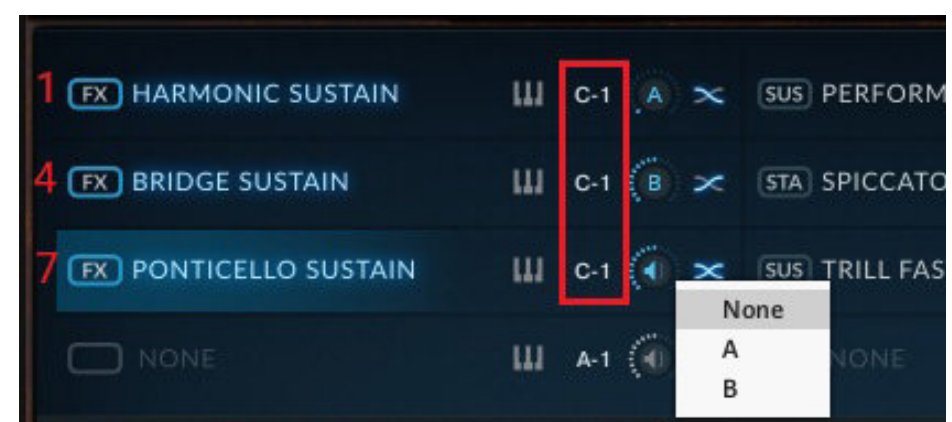 1 FX HARMONIC SUSTAIN C-1 A SUS PERFORM
4 FX BRIDGE SUSTAIN C-1 B STA SPICCATO
7 FX PONTICELLO SUSTAIN C-1 SUS TRILL FAS
None
NONE A-1 A NONE
B